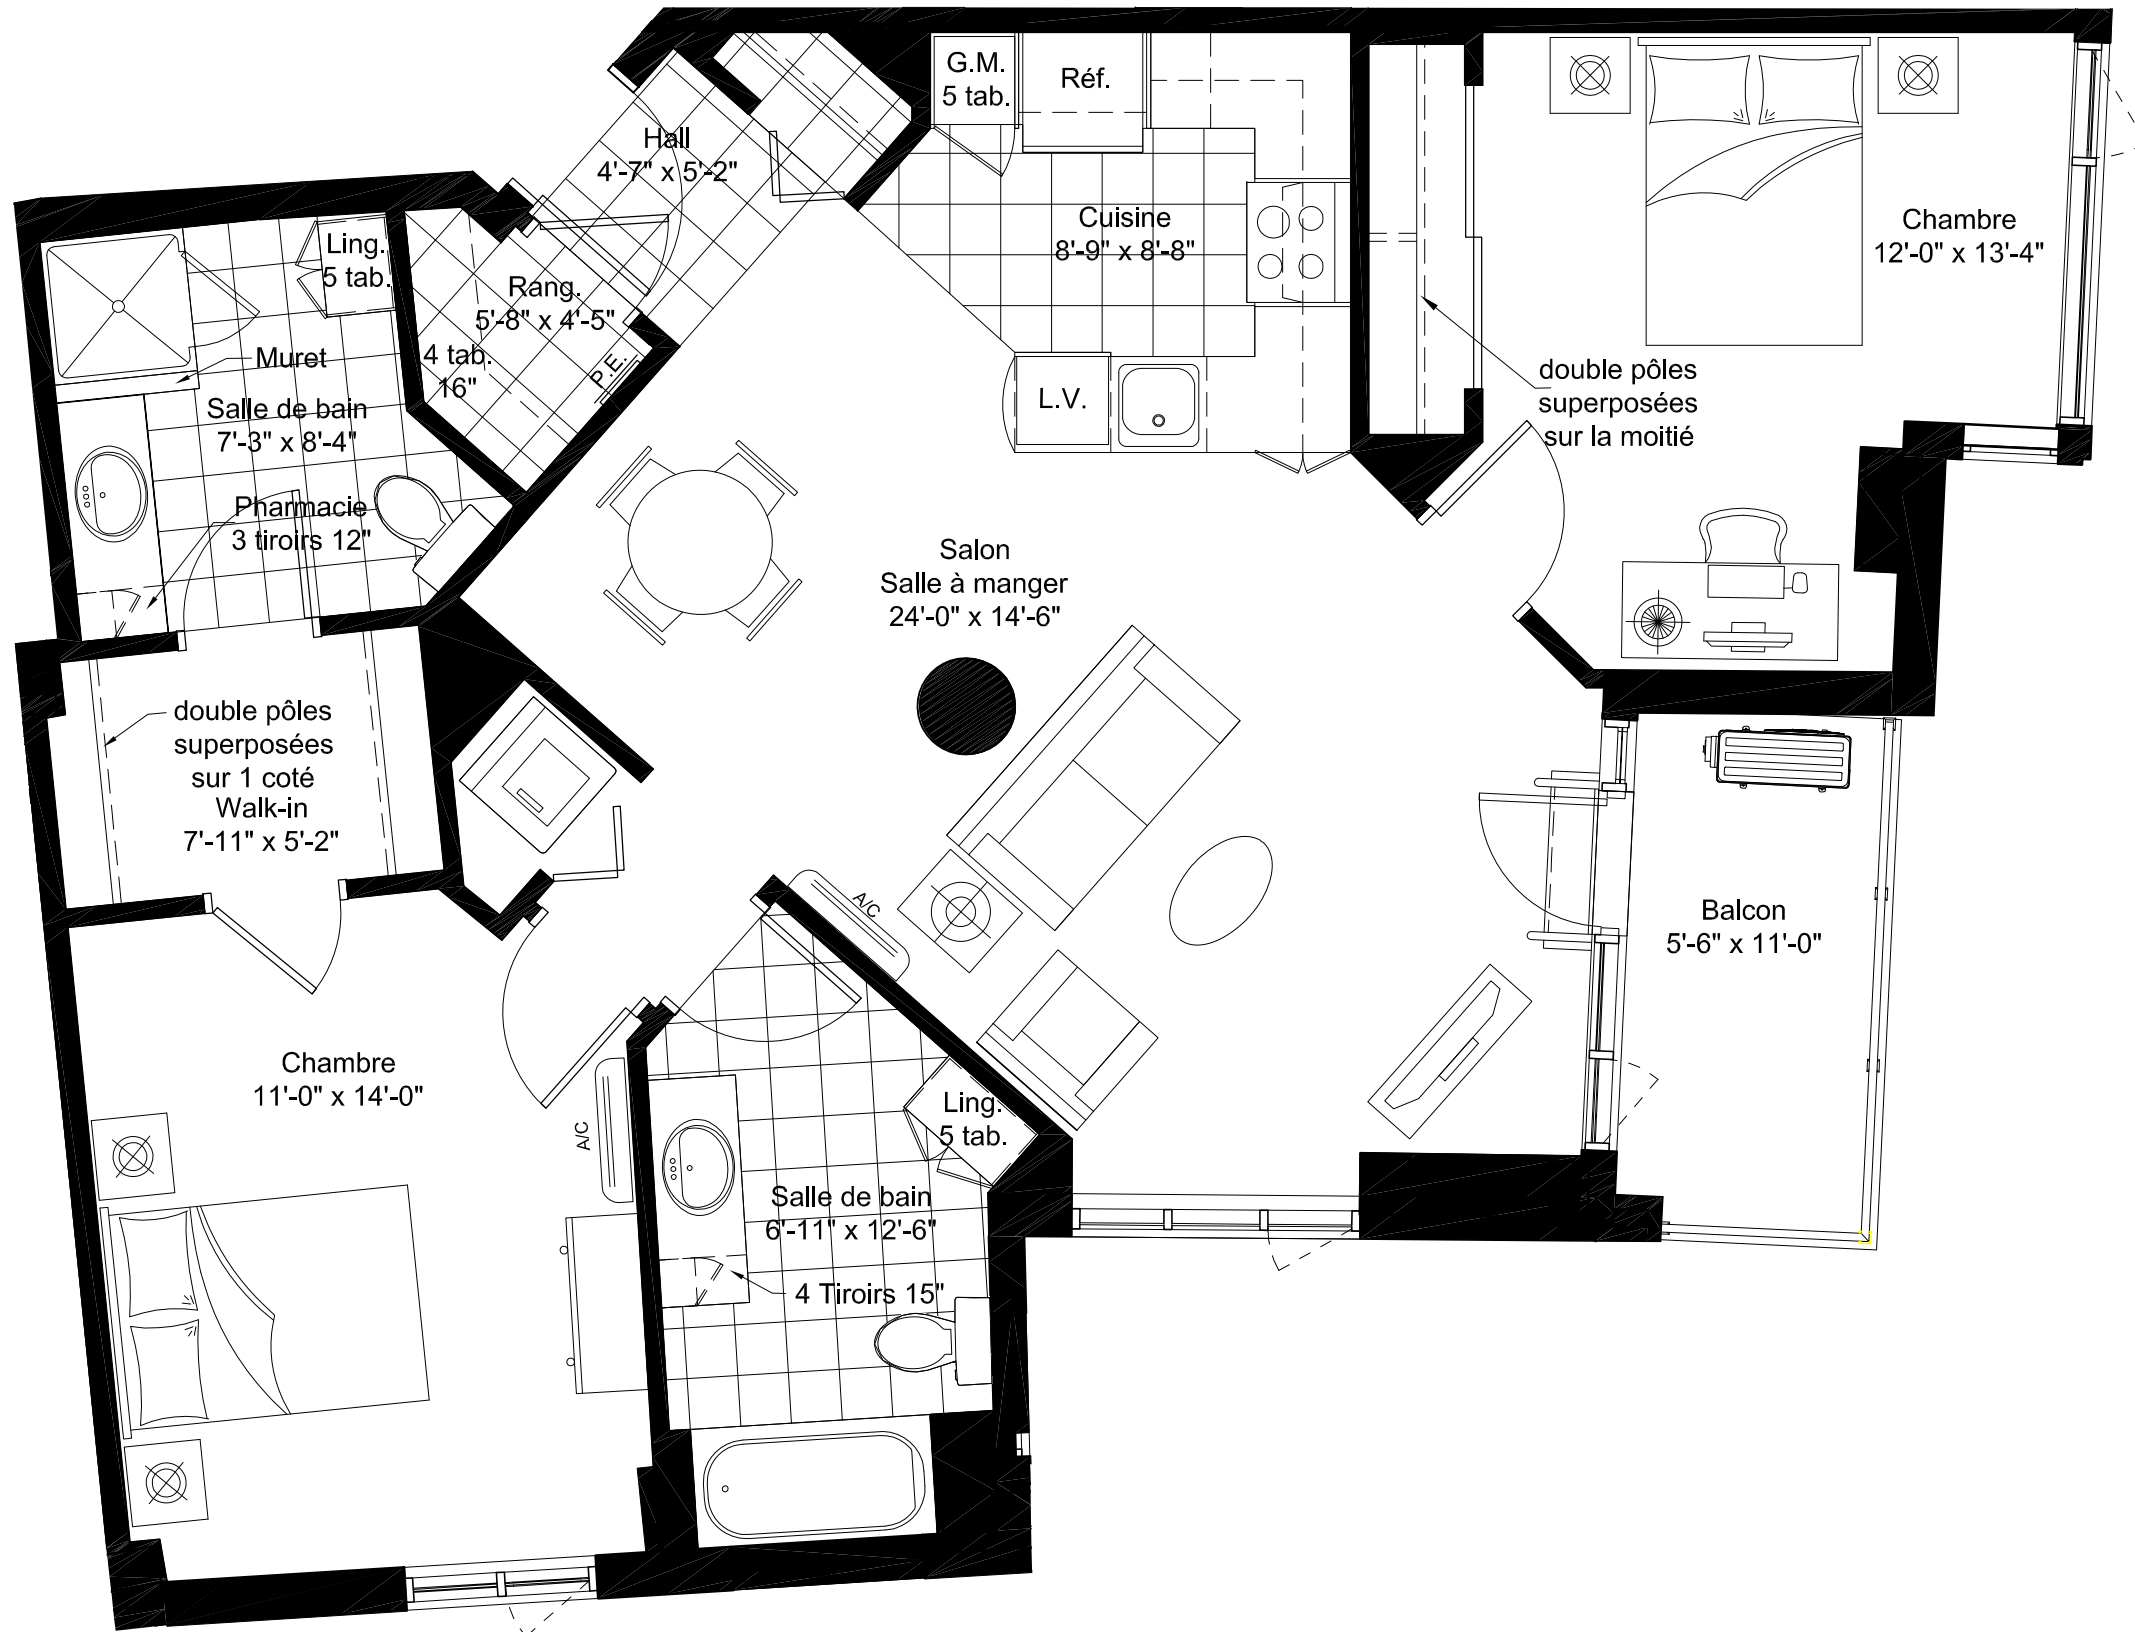 G.M.
5 tab.
Réf.
Hall
4'-7" x 5'-2"
Cuisine
8'-9" x 8'-8"
Chambre
12'-0" x 13'-4"
Ling.
5 tab.
Rang.
5'-8" x 4'-5"
4 tab.
16"
P.E.
Muret
Salle de bain
7'-3" x 8'-4"
L.V.
double pôles
superposées
sur la moitié
Pharmacie
3 tiroirs 12"
Salon
Salle à manger
24'-0" x 14'-6"
double pôles
superposées
sur 1 coté
Walk-in
7'-11" x 5'-2"
A/C
Balcon
5'-6" x 11'-0"
Chambre
11'-0" x 14'-0"
A/C
Ling.
5 tab.
Salle de bain
6'-11" x 12'-6"
4 Tiroirs 15"